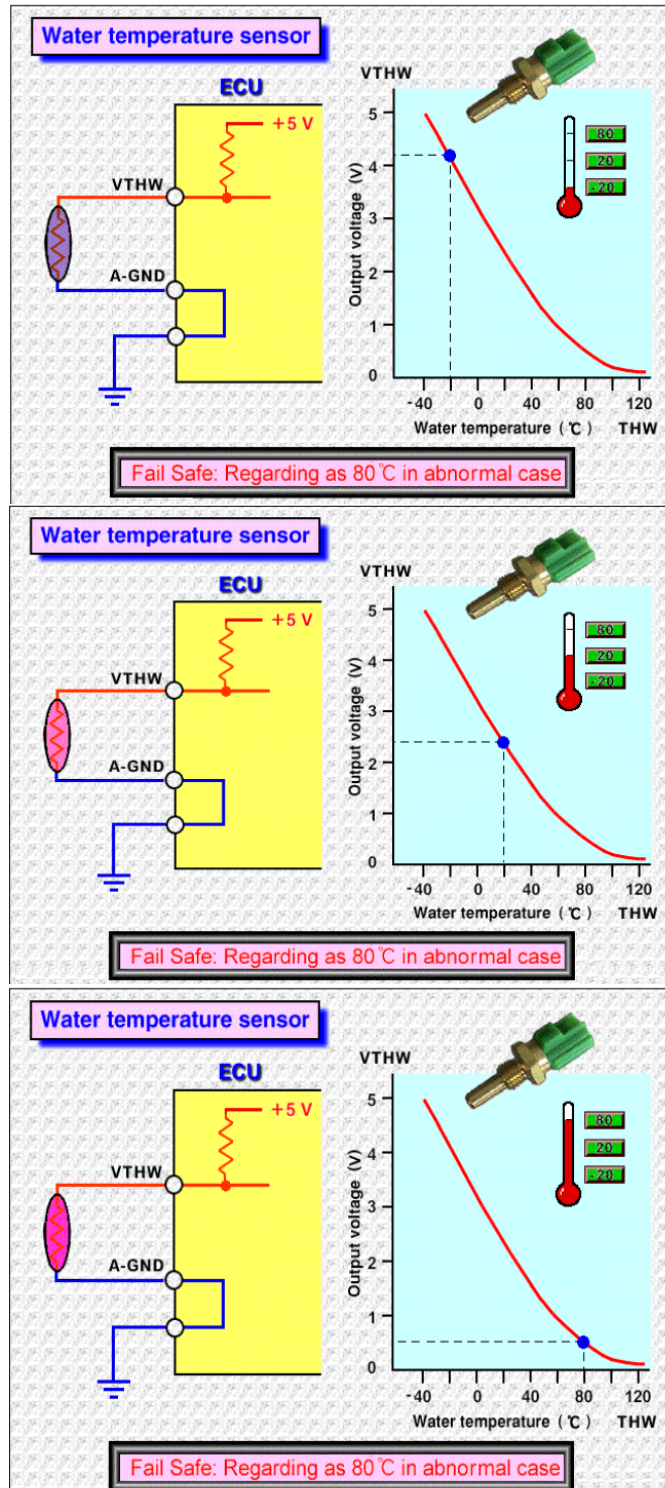 Water temperature sensor
ECU
+5 V
VTHW
A-GND
VTHW
Output voltage (V)
5
4
3
2
1
0
80
20
-20
-40 0 40 80 120
Water temperature (℃) THW
Fail Safe: Regarding as 80℃ in abnormal case
Water temperature sensor
ECU
+5 V
VTHW
A-GND
VTHW
Output voltage (V)
5
4
3
2
1
0
80
20
-20
-40 0 40 80 120
Water temperature (℃) THW
Fail Safe: Regarding as 80℃ in abnormal case
Water temperature sensor
ECU
+5 V
VTHW
A-GND
VTHW
Output voltage (V)
5
4
3
2
1
0
80
20
-20
-40 0 40 80 120
Water temperature (℃) THW
Fail Safe: Regarding as 80℃ in abnormal case